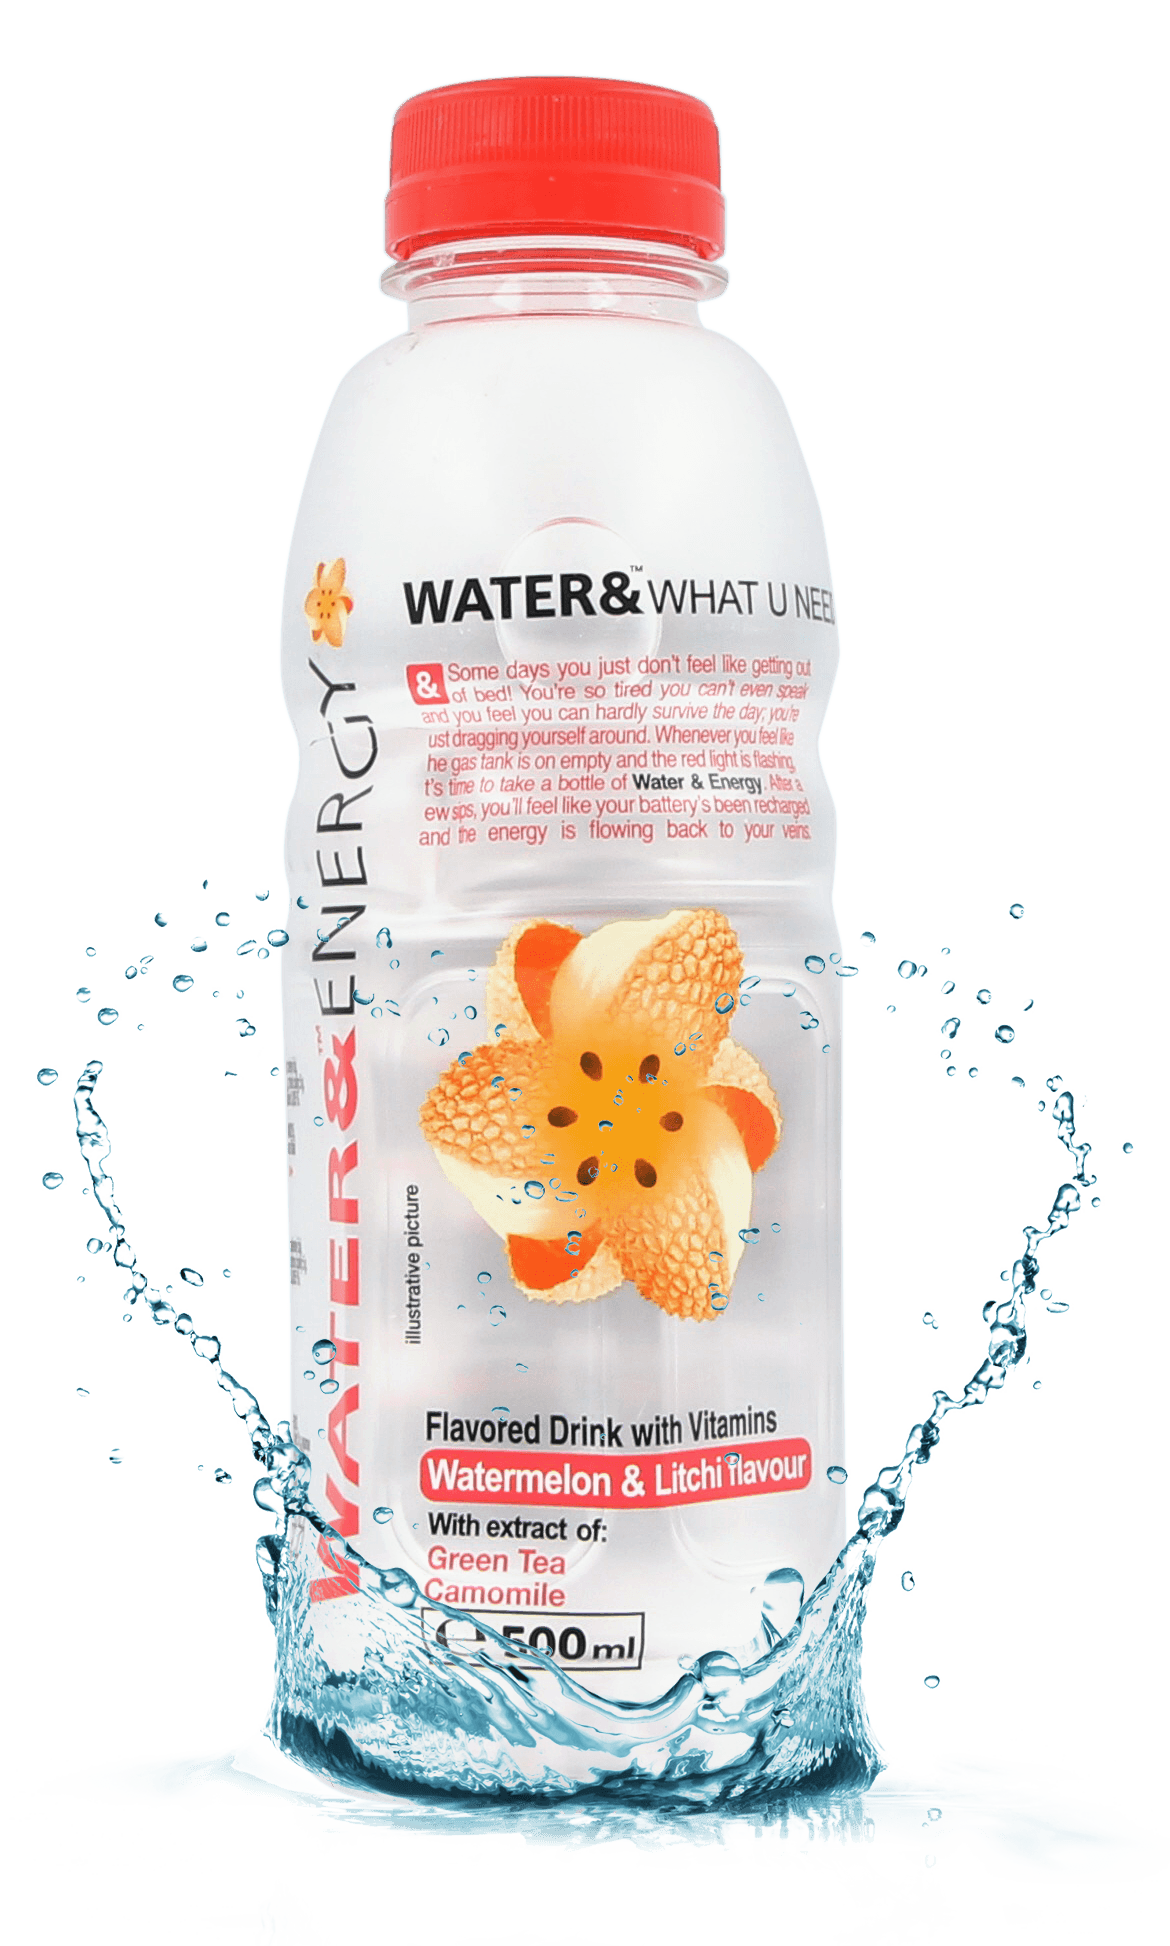 WATER&™ WHAT U NEED
& Some days you just don't feel like getting out
of bed! You're so tired you can't even speak
and you feel you can hardly survive the day; you're
ust dragging yourself around. Whenever you feel like
he gas tank is on empty and the red light is flashing,
t's time to take a bottle of Water & Energy. After a
ew sips, you'll feel like your battery's been recharged
and the energy is flowing back to your veins.
WATER&™ENERGY
illustrative picture
Flavored Drink with Vitamins
Watermelon & Litchi flavour
With extract of:
Green Tea
Camomile
e 500 ml